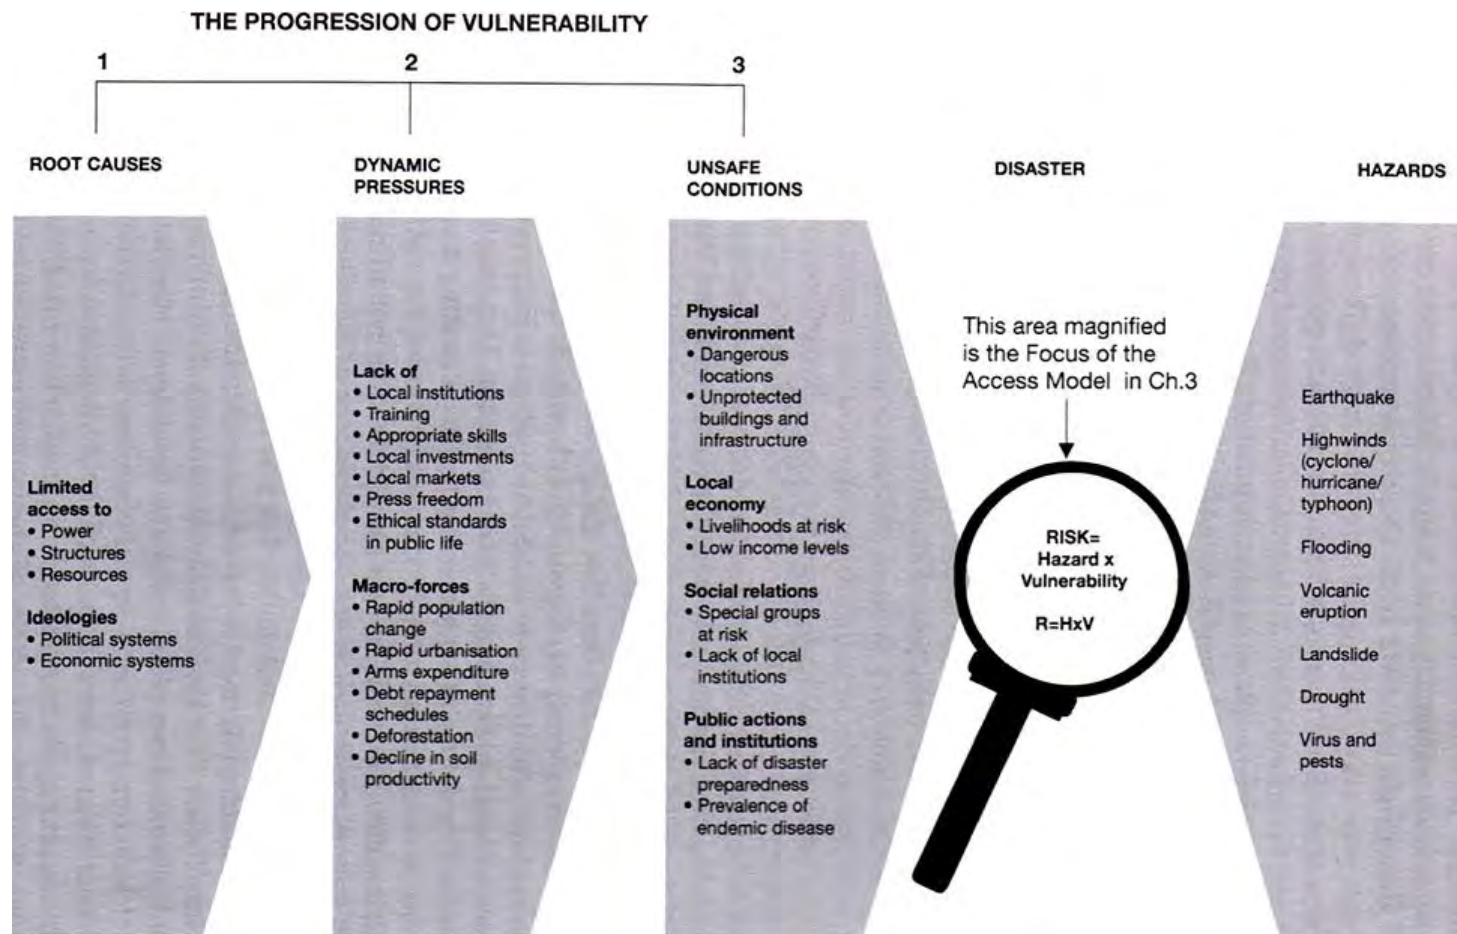 THE PROGRESSION OF VULNERABILITY
1
2
3
ROOT CAUSES
Limited
access to
• Power
• Structures
• Resources
Ideologies
• Political systems
• Economic systems
DYNAMIC
PRESSURES
Lack of
• Local institutions
• Training
• Appropriate skills
• Local investments
• Local markets
• Press freedom
• Ethical standards
in public life
Macro-forces
• Rapid population
change
• Rapid urbanisation
• Arms expenditure
• Debt repayment
schedules
• Deforestation
• Decline in soil
productivity
UNSAFE
CONDITIONS
Physical
environment
• Dangerous
locations
• Unprotected
buildings and
infrastructure
Local
economy
• Livelihoods at risk
• Low income levels
Social relations
• Special groups
at risk
• Lack of local
institutions
Public actions
and institutions
• Lack of disaster
preparedness
• Prevalence of
endemic disease
DISASTER
This area magnified
is the Focus of the
Access Model in Ch.3
RISK=
Hazard x
Vulnerability
R=HxV
HAZARDS
Earthquake
Highwinds
(cyclone/
hurricane/
typhoon)
Flooding
Volcanic
eruption
Landslide
Drought
Virus and
pests